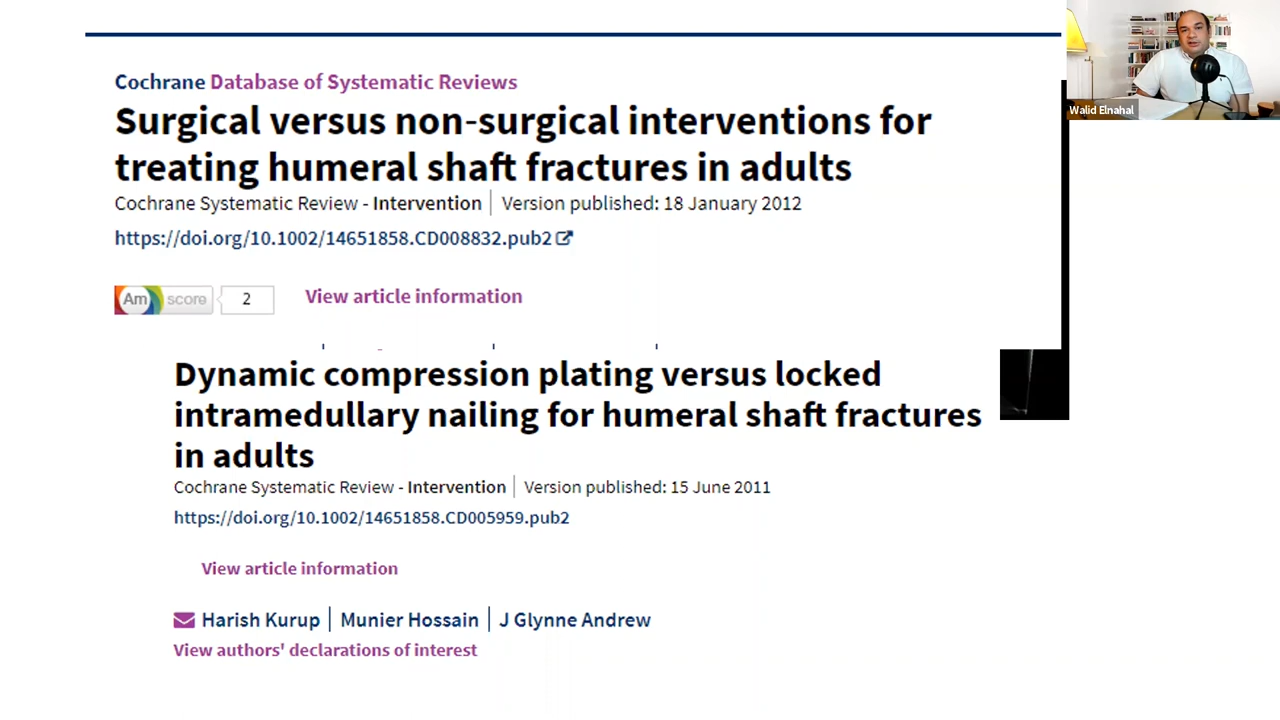 Cochrane Database of Systematic Reviews
Surgical versus non-surgical interventions for
treating humeral shaft fractures in adults
Cochrane Systematic Review - Intervention | Version published: 18 January 2012
https://doi.org/10.1002/14651858.CD008832.pub2
Am score 2
View article information
Dynamic compression plating versus locked
intramedullary nailing for humeral shaft fractures
in adults
Cochrane Systematic Review - Intervention | Version published: 15 June 2011
https://doi.org/10.1002/14651858.CD005959.pub2
View article information
Harish Kurup | Munier Hossain | J Glynne Andrew
View authors' declarations of interest
Walid Elnahal